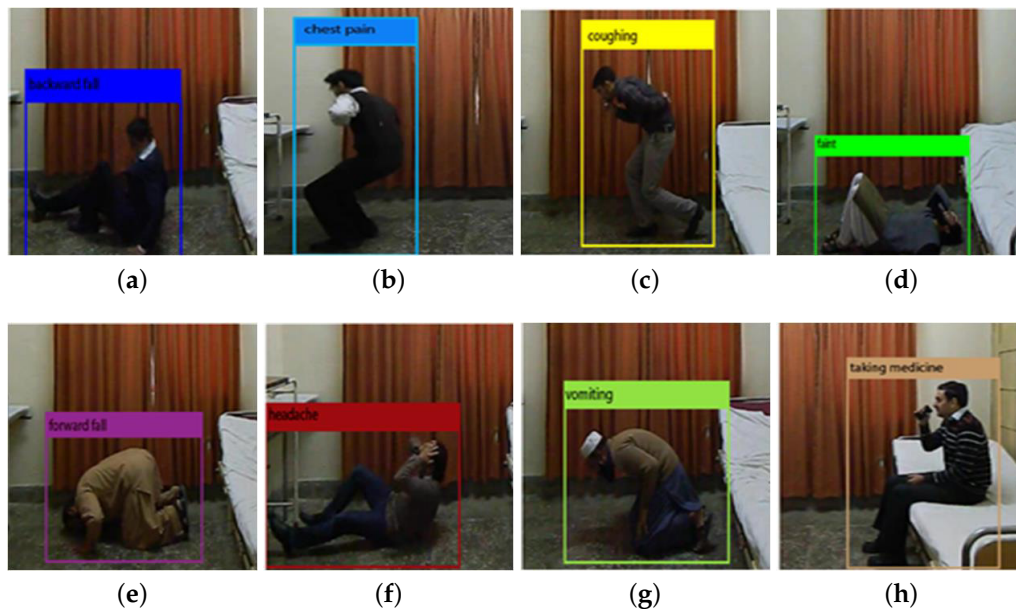 backward fall
chest pain
coughing
faint
(a)
(b)
(c)
(d)
forward fall
headache
vomiting
taking medicine
(e)
(f)
(g)
(h)